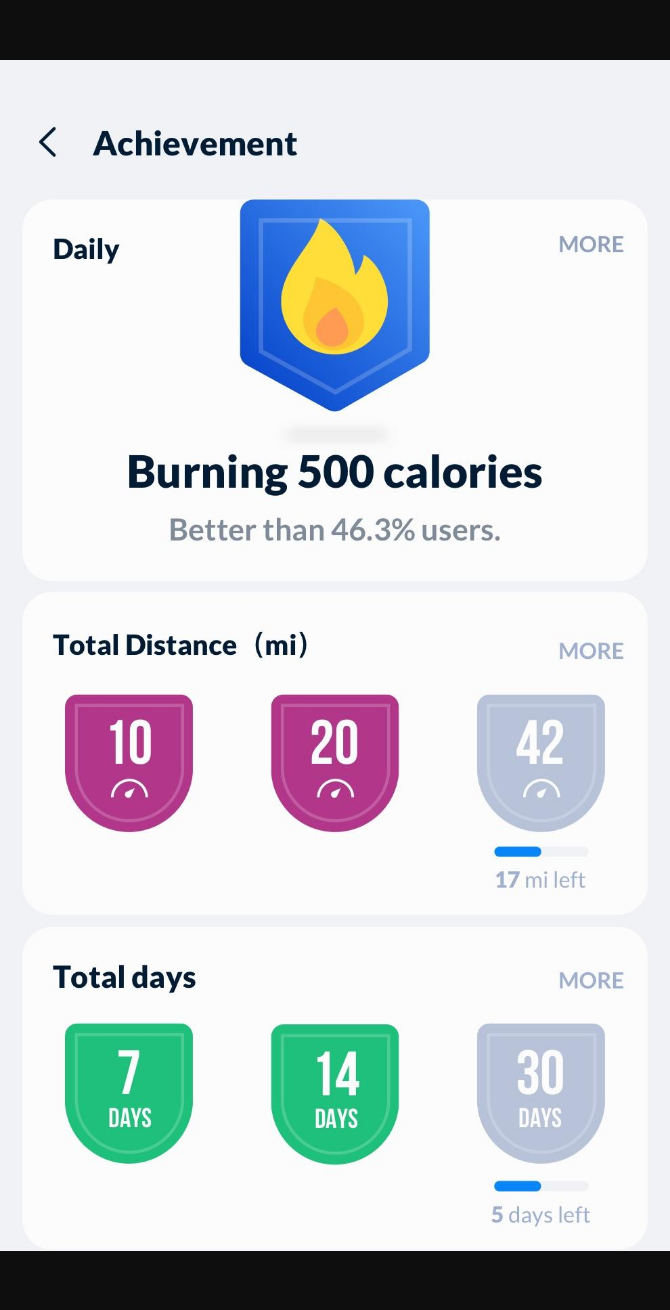 Achievement
Daily
MORE
Burning 500 calories
Better than 46.3% users.
Total Distance（mi）
MORE
10
20
42
17 mi left
Total days
MORE
7
DAYS
14
DAYS
30
DAYS
5 days left